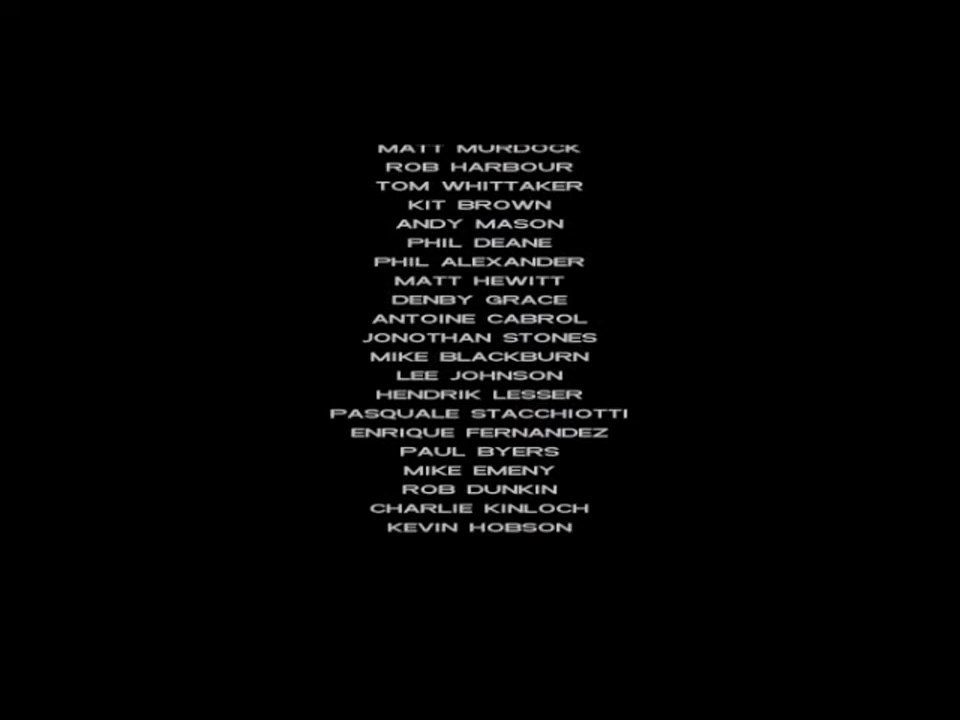 MATT MURDOCK
ROB HARBOUR
TOM WHITTAKER
KIT BROWN
ANDY MASON
PHIL DEANE
PHIL ALEXANDER
MATT HEWITT
DENBY GRACE
ANTOINE CABROL
JONOTHAN STONES
MIKE BLACKBURN
LEE JOHNSON
HENDRIK LESSER
PASQUALE STACCHIOTTI
ENRIQUE FERNANDEZ
PAUL BYERS
MIKE EMENY
ROB DUNKIN
CHARLIE KINLOCH
KEVIN HOBSON